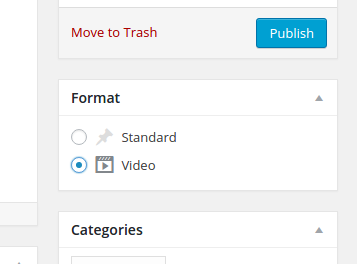 Move to Trash
Publish
Format
Standard
Video
Categories